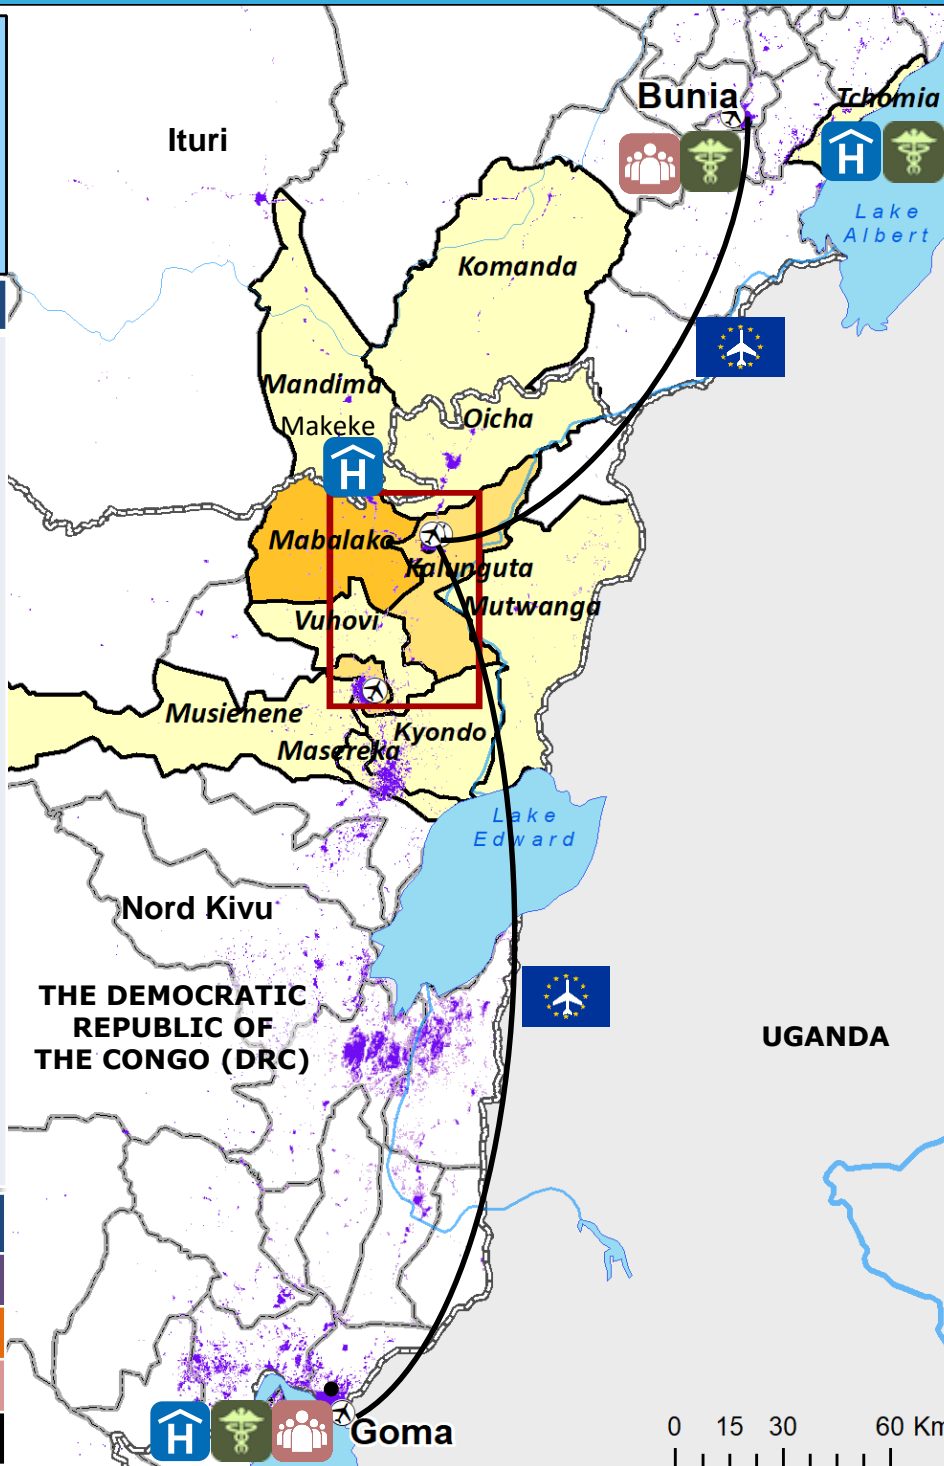 Bunia
Tchomia
Ituri
Lake
Albert
Komanda
Mandima
Makeke
Oicha
H
H
Mabalako
Kalunguta
Mutwanga
Vuhovi
Musienene
Kyondo
Masereka
Lake
Edward
Nord Kivu
THE DEMOCRATIC
REPUBLIC OF
THE CONGO (DRC)
UGANDA
H
Goma
0 15 30 60 Km